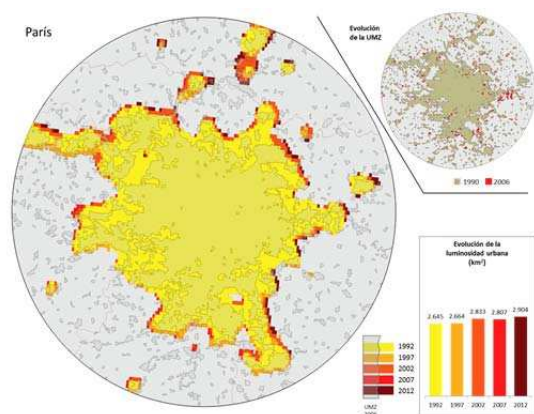 París
Evolución
de la UMZ
1990 2006
Evolución de la
luminosidad urbana
(km²)
2.645 2.664 2.833 2.807 2.904
1992 1997 2002 2007 2012
1992
1997
2002
2007
2012
UMZ